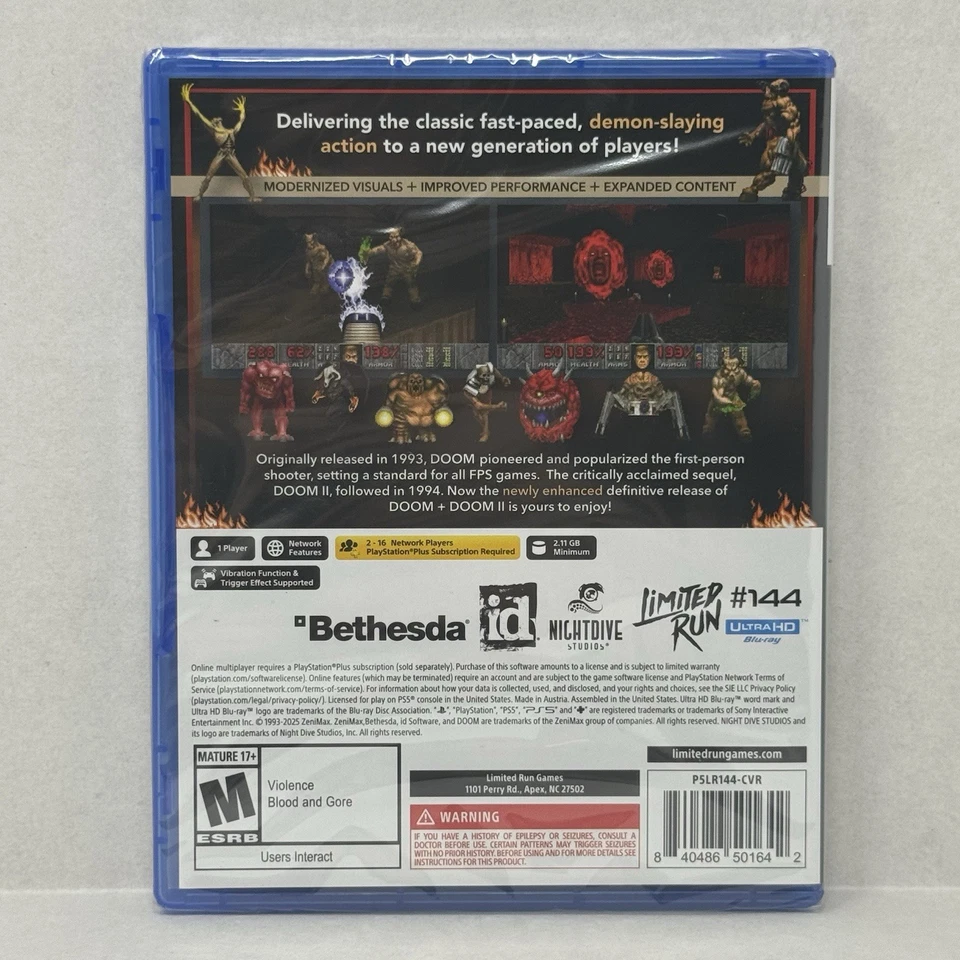 Delivering the classic fast-paced, demon-slaying
action to a new generation of players!
MODERNIZED VISUALS + IMPROVED PERFORMANCE + EXPANDED CONTENT
Originally released in 1993, DOOM pioneered and popularized the first-person
shooter, setting a standard for all FPS games. The critically acclaimed sequel,
DOOM II, followed in 1994. Now the newly enhanced definitive release of
DOOM + DOOM II is yours to enjoy!
1 Player
Network
Features
2 - 16 Network Players
PlayStation®Plus Subscription Required
2.11 GB
Minimum
Vibration Function &
Trigger Effect Supported
Bethesda®
id
NIGHTDIVE
STUDIOS®
LIMITED
RUN
#144
ULTRA HD™
Blu-ray
Online multiplayer requires a PlayStation®Plus subscription (sold separately). Purchase of this software amounts to a license and is subject to limited warranty
(playstation.com/softwarelicense). Online features (which may be terminated) require an account and are subject to the game software license and PlayStation Network Terms of
Service (playstationnetwork.com/terms-of-service). For information about how your data is collected, used, and disclosed, and your rights and choices, see the SIE LLC Privacy Policy
(playstation.com/legal/privacy-policy/). Licensed for play on PS5® console in the United States. Made in Austria. Assembled in the United States. Ultra HD Blu-ray™ word mark and
Ultra HD Blu-ray™ logo are trademarks of the Blu-ray Disc Association. "PlayStation", "PS5", "PS5" and are registered trademarks or trademarks of Sony Interactive
Entertainment Inc. © 1993-2025 ZeniMax. ZeniMax,Bethesda, id Software, and DOOM are trademarks of the ZeniMax group of companies. All rights reserved. NIGHT DIVE STUDIOS and
its logo are trademarks of Night Dive Studios, Inc. All rights reserved.
MATURE 17+
M
ESRB
Violence
Blood and Gore
Users Interact
Limited Run Games
1101 Perry Rd., Apex, NC 27502
WARNING
IF YOU HAVE A HISTORY OF EPILEPSY OR SEIZURES, CONSULT A
DOCTOR BEFORE USE. CERTAIN PATTERNS MAY TRIGGER SEIZURES
WITH NO PRIOR HISTORY. BEFORE USING AND FOR MORE DETAILS SEE
INSTRUCTIONS FOR THIS PRODUCT.
limitedrungames.com
P5LR144-CVR
8 40486 50164 2